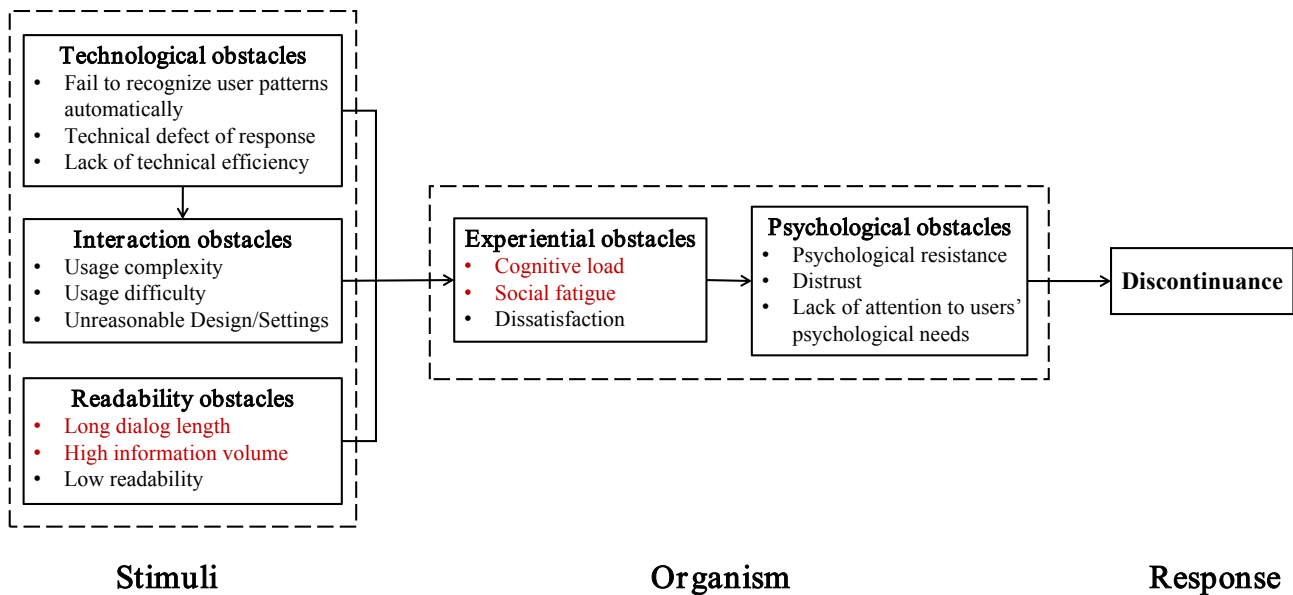 Technological obstacles
• Fail to recognize user patterns
automatically
• Technical defect of response
• Lack of technical efficiency
Interaction obstacles
• Usage complexity
• Usage difficulty
• Unreasonable Design/Settings
Readability obstacles
• Long dialog length
• High information volume
• Low readability
Experiential obstacles
• Cognitive load
• Social fatigue
• Dissatisfaction
Psychological obstacles
• Psychological resistance
• Distrust
• Lack of attention to users’
psychological needs
Discontinuance
Stimuli
Organism
Response